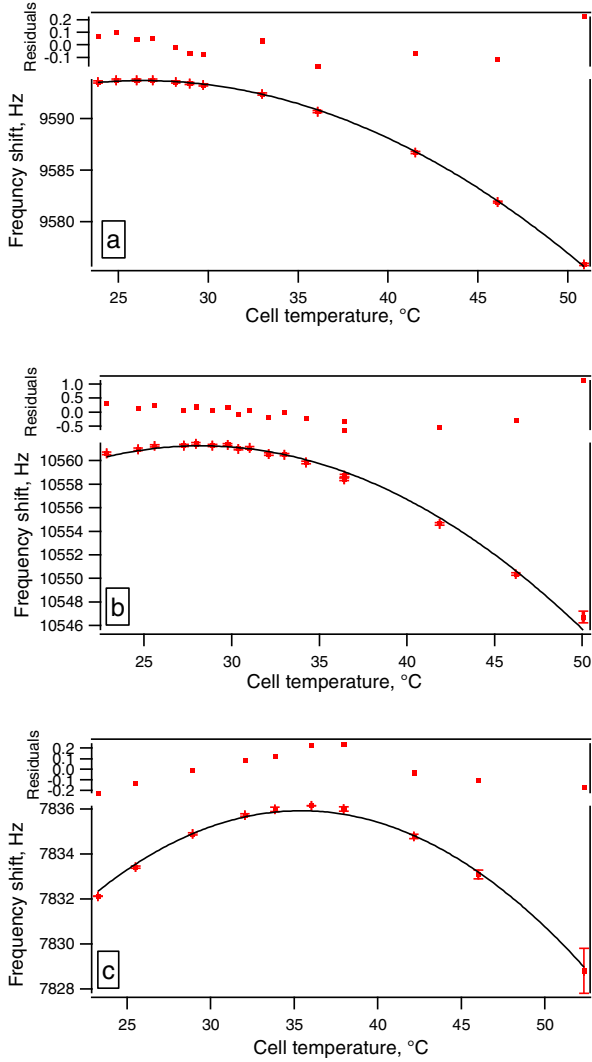 Residuals
0.2
0.1
0.0
-0.1
Frequncy shift, Hz
9590
9585
9580
a
25 30 35 40 45 50
Cell temperature, °C
Residuals
1.0
0.5
0.0
-0.5
Frequency shift, Hz
10560
10558
10556
10554
10552
10550
10548
10546
b
25 30 35 40 45 50
Cell temperature, °C
Residuals
0.2
0.1
0.0
-0.1
-0.2
Frequency shift, Hz
7836
7834
7832
7830
7828
c
25 30 35 40 45 50
Cell temperature, °C